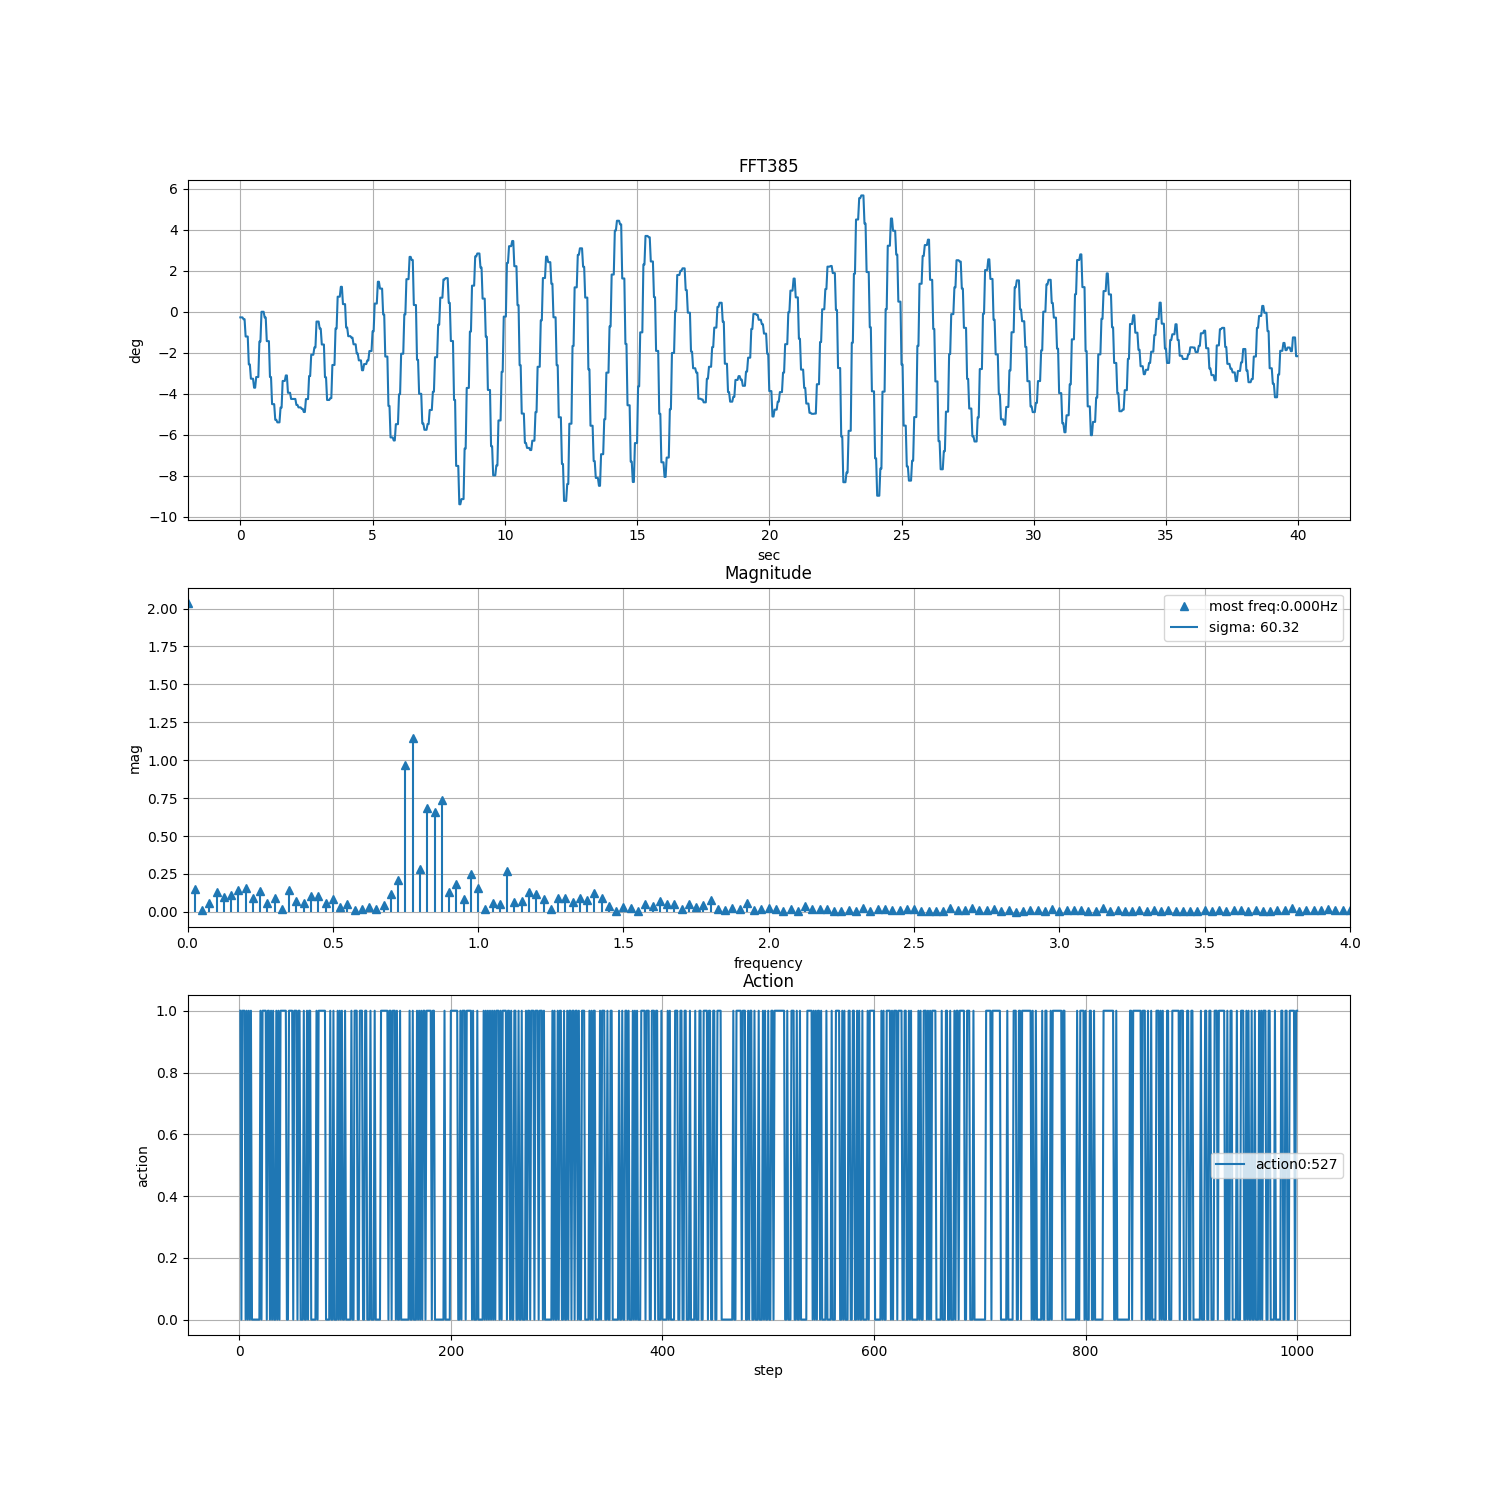 FFT385
6
4
2
0
−2
−4
−6
−8
−10
deg
0 5 10 15 20 25 30 35 40
sec
Magnitude
2.00
1.75
1.50
1.25
1.00
0.75
0.50
0.25
0.00
mag
most freq:0.000Hz
sigma: 60.32
0.0 0.5 1.0 1.5 2.0 2.5 3.0 3.5 4.0
frequency
Action
1.0
0.8
0.6
0.4
0.2
0.0
action
action0:527
0 200 400 600 800 1000
step